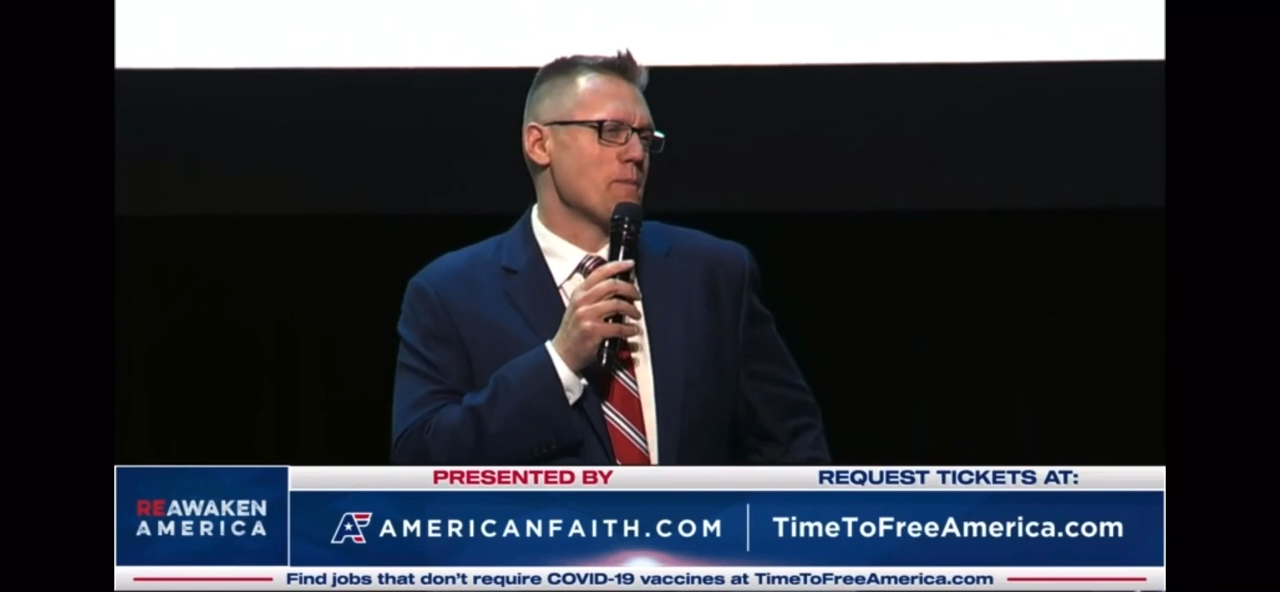 PRESENTED BY
REQUEST TICKETS AT:
REAWAKEN
AMERICA
AMERICANFAITH.COM
TimeToFreeAmerica.com
Find jobs that don't require COVID-19 vaccines at TimeToFreeAmerica.com